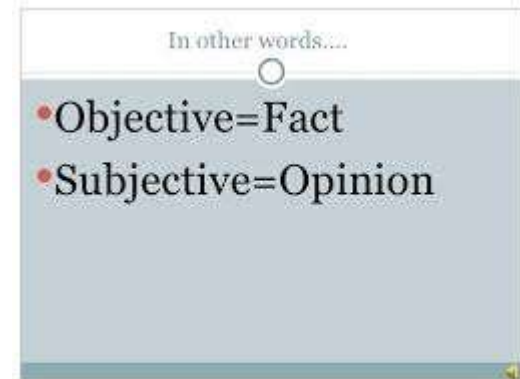 In other words....
•Objective=Fact
•Subjective=Opinion